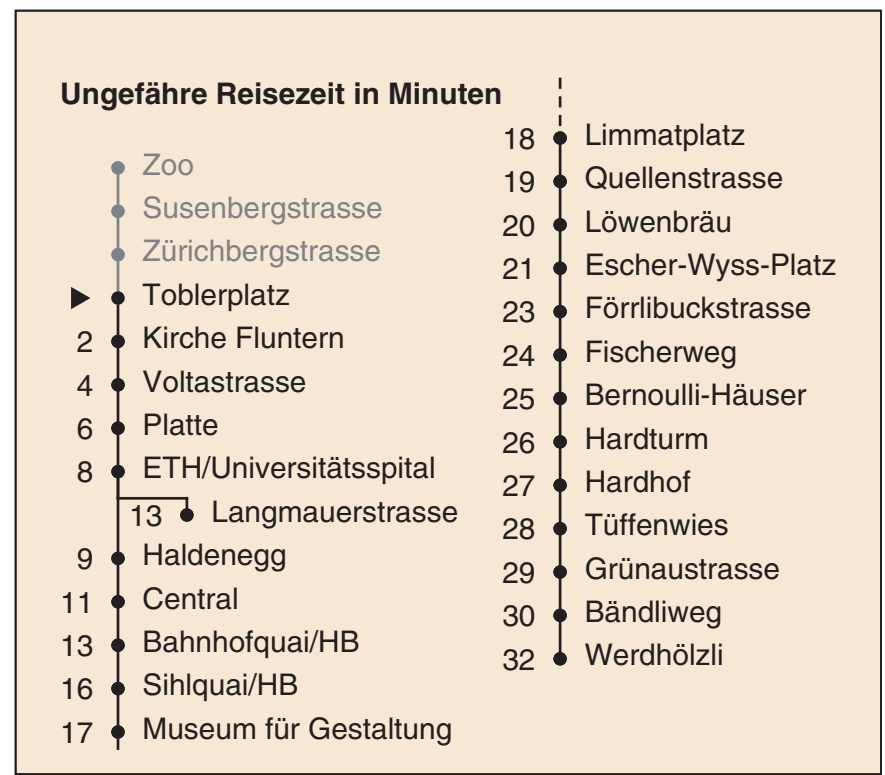 Ungefähre Reisezeit in Minuten
Zoo
Susenbergstrasse
Zürichbergstrasse
Toblerplatz
2 Kirche Fluntern
4 Voltastrasse
6 Platte
8 ETH/Universitätsspital
13 Langmauerstrasse
9 Haldenegg
11 Central
13 Bahnhofquai/HB
16 Sihlquai/HB
17 Museum für Gestaltung
18 Limmatplatz
19 Quellenstrasse
20 Löwenbräu
21 Escher-Wyss-Platz
23 Förrlibuckstrasse
24 Fischerweg
25 Bernoulli-Häuser
26 Hardturm
27 Hardhof
28 Tüffenwies
29 Grünaustrasse
30 Bändliweg
32 Werdhölzli